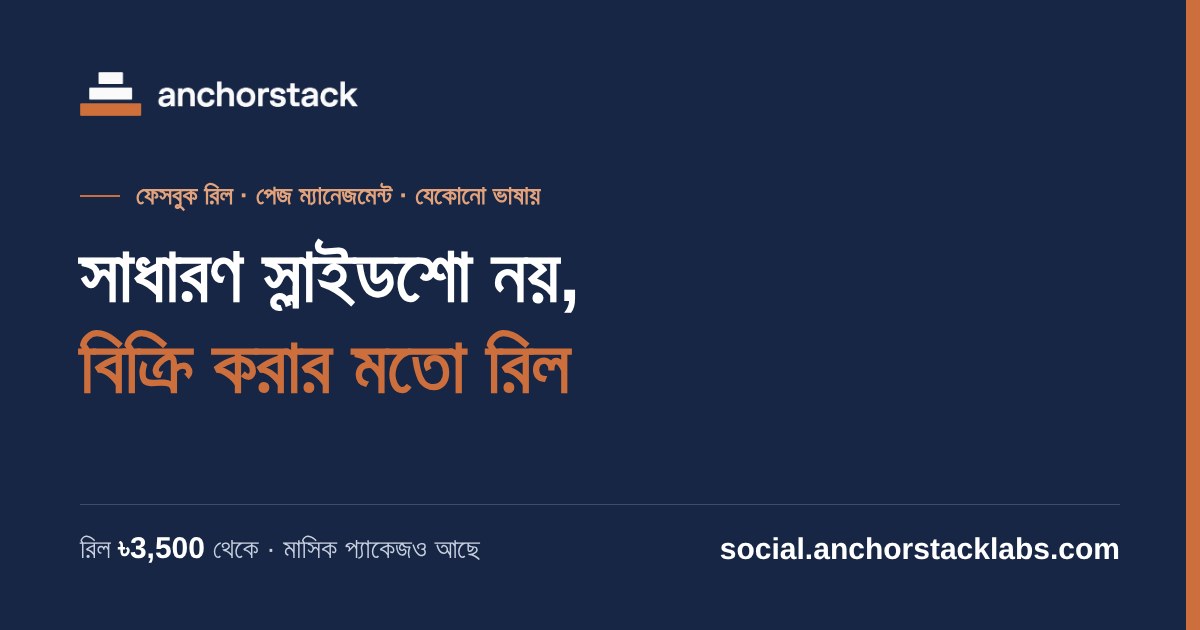 anchorstack
ফেসবুক রিল · পেজ ম্যানেজমেন্ট · যেকোনো ভাষায়
সাধারণ স্লাইডশো নয়,
বিক্রি করার মতো রিল
রিল ৳3,500 থেকে · মাসিক প্যাকেজও আছে
social.anchorstacklabs.com